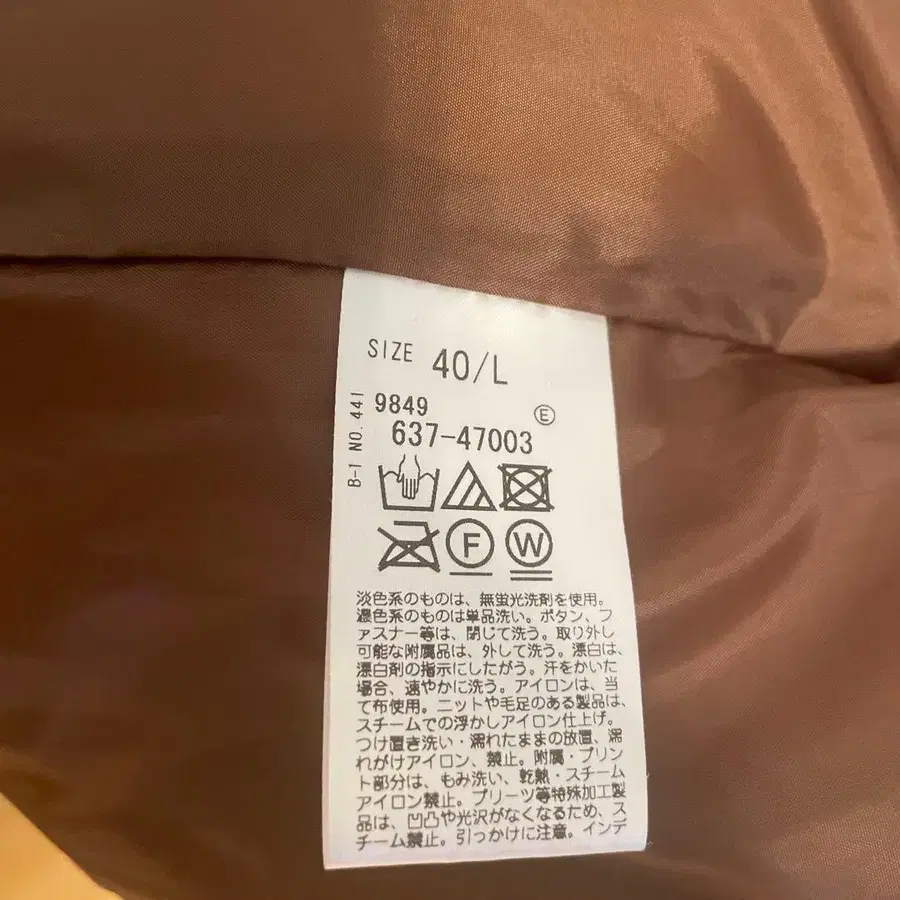 SIZE 40/L
B-1 NO. 441
9849
E
637-47003
F W
淡色系のものは、無蛍光洗剤を使用。
濃色系のものは単品洗い。ボタン、フ
ァスナー等は、閉じて洗う。取り外し
可能な附属品は、外して洗う。漂白は、
漂白剤の指示にしたがう。汗をかいた
場合、速やかに洗う。アイロンは、当
て布使用。ニットや毛足のある製品は、
スチームでの浮かしアイロン仕上げ。
つけ置き洗い・濡れたままの放置、濡
れがけアイロン、禁止。附属・プリン
ト部分は、もみ洗い、乾熱・スチーム
アイロン禁止。プリーツ等特殊加工製
品は、凹凸や光沢がなくなるため、ス
チーム禁止。引っかけに注意。インデ